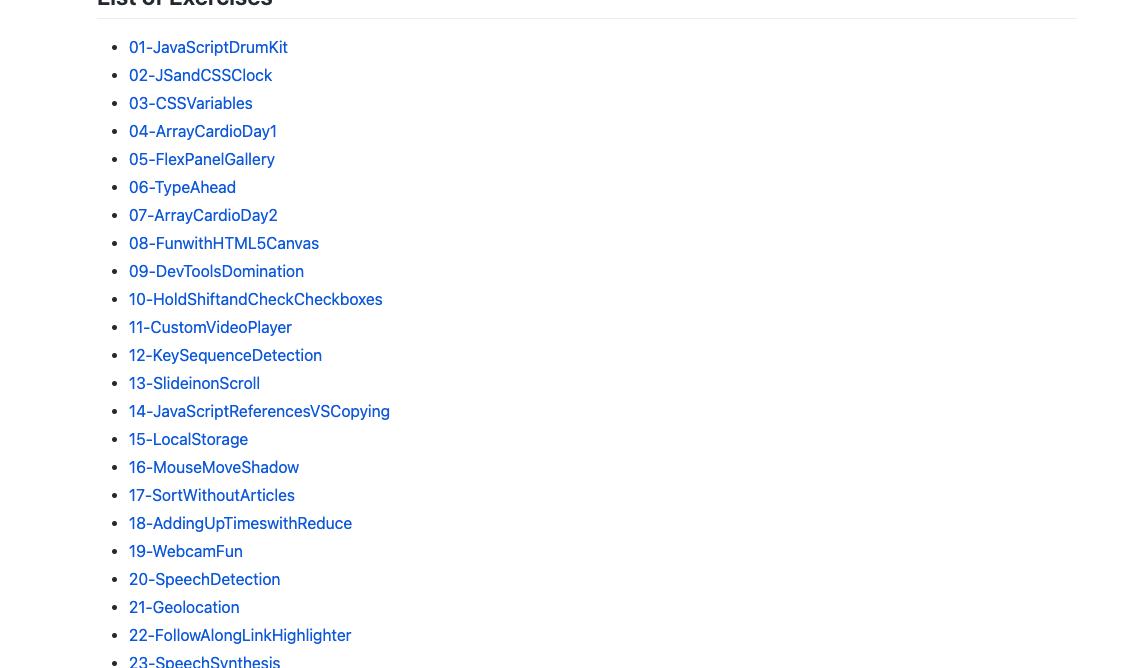 List of Exercises
01-JavaScriptDrumKit
02-JSandCSSClock
03-CSSVariables
04-ArrayCardioDay1
05-FlexPanelGallery
06-TypeAhead
07-ArrayCardioDay2
08-FunwithHTML5Canvas
09-DevToolsDomination
10-HoldShiftandCheckCheckboxes
11-CustomVideoPlayer
12-KeySequenceDetection
13-SlideinonScroll
14-JavaScriptReferencesVSCopying
15-LocalStorage
16-MouseMoveShadow
17-SortWithoutArticles
18-AddingUpTimeswithReduce
19-WebcamFun
20-SpeechDetection
21-Geolocation
22-FollowAlongLinkHighlighter
23-SpeechSynthesis